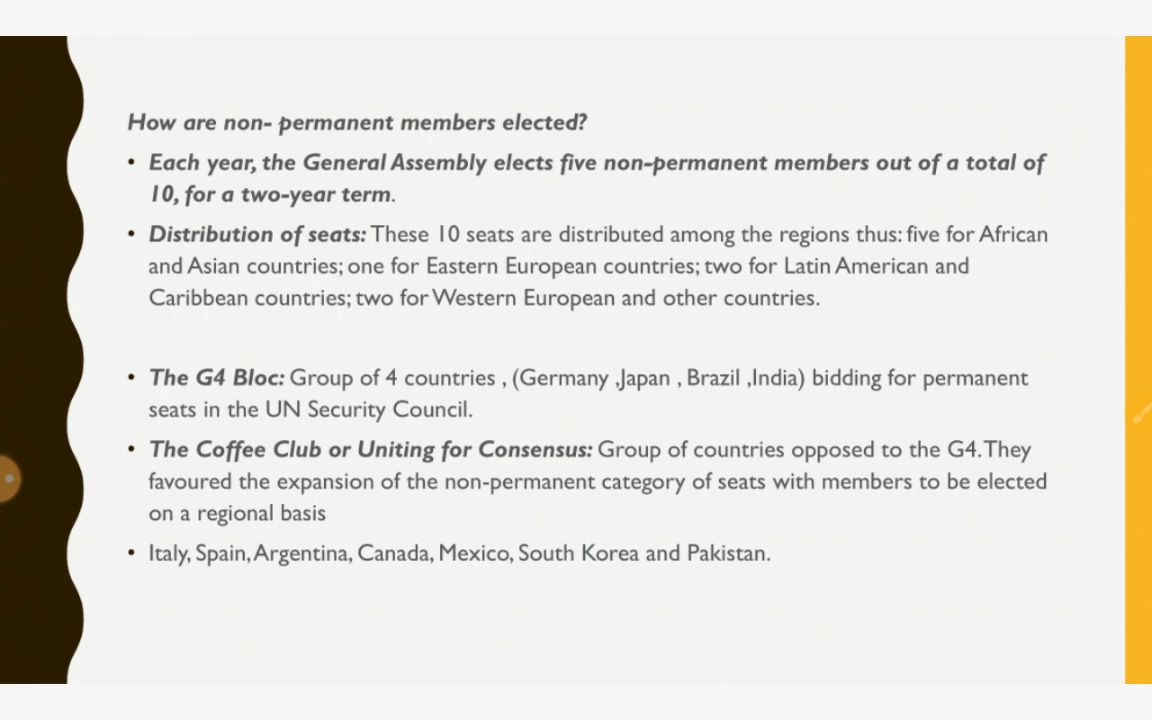 How are non- permanent members elected?
• Each year, the General Assembly elects five non-permanent members out of a total of
10, for a two-year term.
• Distribution of seats: These 10 seats are distributed among the regions thus: five for African
and Asian countries; one for Eastern European countries; two for Latin American and
Caribbean countries; two for Western European and other countries.
• The G4 Bloc: Group of 4 countries , (Germany ,Japan , Brazil ,India) bidding for permanent
seats in the UN Security Council.
• The Coffee Club or Uniting for Consensus: Group of countries opposed to the G4. They
favoured the expansion of the non-permanent category of seats with members to be elected
on a regional basis
• Italy, Spain, Argentina, Canada, Mexico, South Korea and Pakistan.